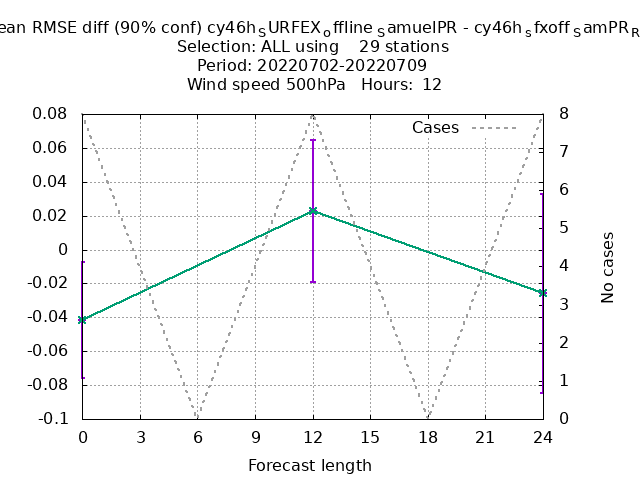 ean RMSE diff (90% conf) cy46hSURFEXoffline SamuelPR - cy46hsfxoffSamPRR
Selection: ALL using    29 stations
Period: 20220702-20220709
Wind speed 500hPa   Hours:  12
Cases
0.08
0.06
0.04
0.02
0
-0.02
-0.04
-0.06
-0.08
-0.1
8
7
6
5
4
3
2
1
0
No cases
0 3 6 9 12 15 18 21 24
Forecast length